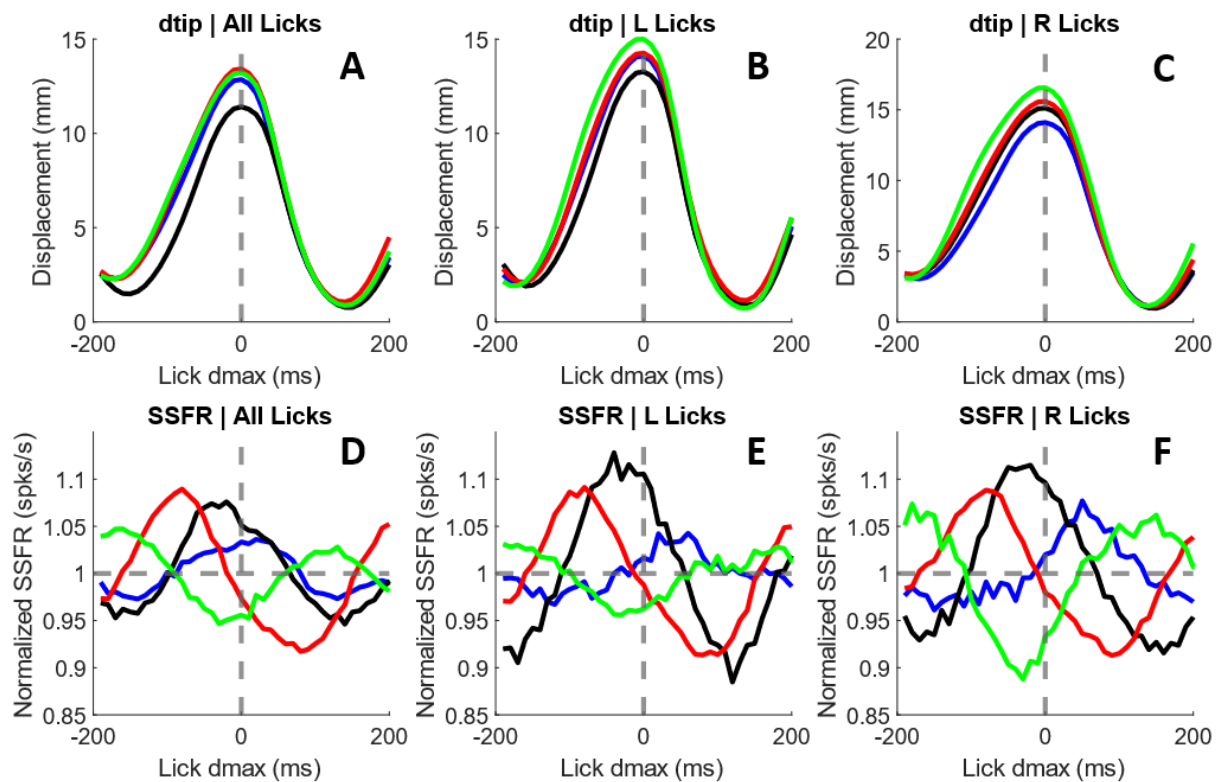 dtip | All Licks
A
15
10
5
0
Displacement (mm)
-200 0 200
Lick dmax (ms)
dtip | L Licks
B
15
10
5
0
Displacement (mm)
-200 0 200
Lick dmax (ms)
dtip | R Licks
C
20
15
10
5
0
Displacement (mm)
-200 0 200
Lick dmax (ms)
SSFR | All Licks
D
1.1
1.05
1
0.95
0.9
0.85
Normalized SSFR (spks/s)
-200 0 200
Lick dmax (ms)
SSFR | L Licks
E
1.1
1.05
1
0.95
0.9
0.85
Normalized SSFR (spks/s)
-200 0 200
Lick dmax (ms)
SSFR | R Licks
F
1.1
1.05
1
0.95
0.9
0.85
Normalized SSFR (spks/s)
-200 0 200
Lick dmax (ms)